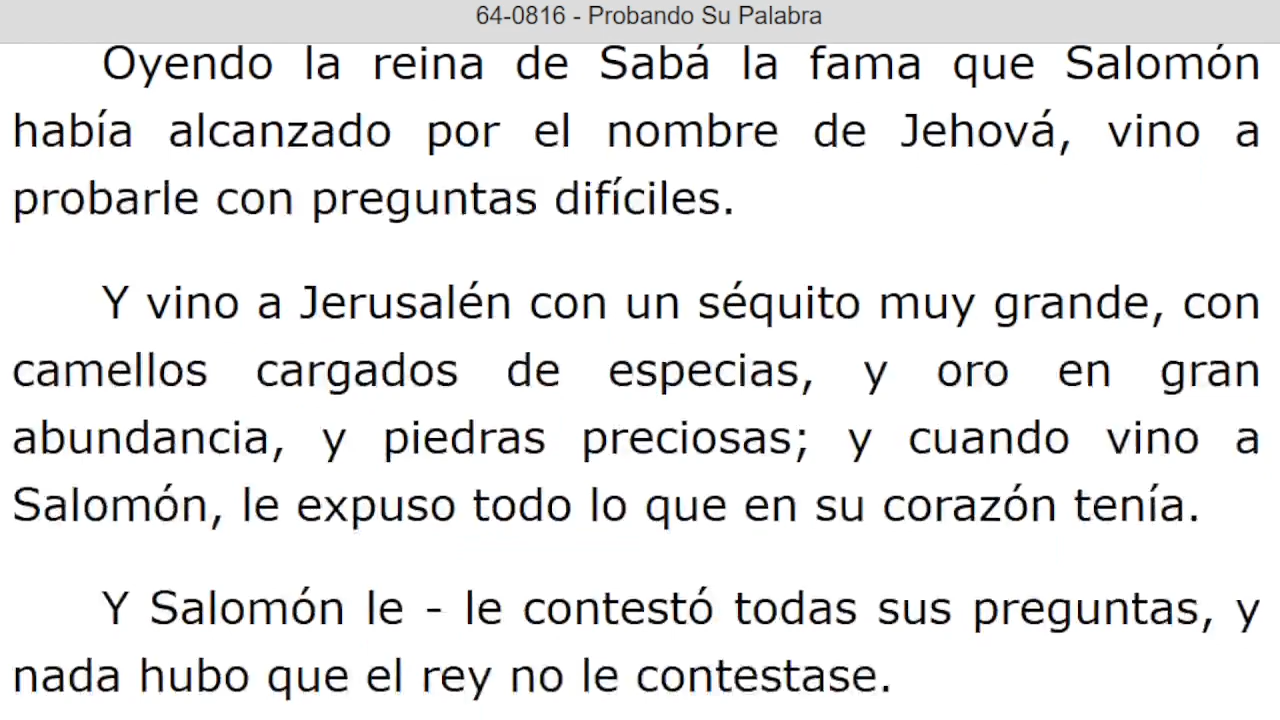 64-0816 - Probando Su Palabra
Oyendo la reina de Sabá la fama que Salomón
había alcanzado por el nombre de Jehová, vino a
probarle con preguntas difíciles.
Y vino a Jerusalén con un séquito muy grande, con
camellos cargados de especias, y oro en gran
abundancia, y piedras preciosas; y cuando vino a
Salomón, le expuso todo lo que en su corazón tenía.
Y Salomón le - le contestó todas sus preguntas, y
nada hubo que el rey no le contestase.